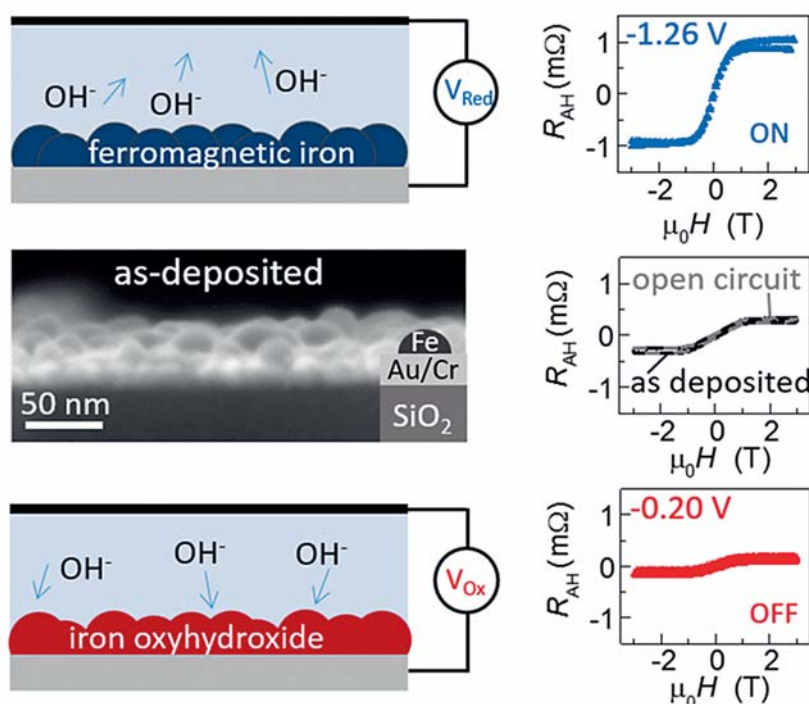 OH⁻
OH⁻
OH⁻
ferromagnetic iron
V_Red
-1.26 V
ON
R_AH (mΩ)
1
0
-1
-2 0 2
μ₀H (T)
as-deposited
50 nm
Fe
Au/Cr
SiO₂
open circuit
as deposited
R_AH (mΩ)
1
0
-1
-2 0 2
μ₀H (T)
OH⁻
OH⁻
OH⁻
iron oxyhydroxide
V_Ox
-0.20 V
OFF
R_AH (mΩ)
1
0
-1
-2 0 2
μ₀H (T)